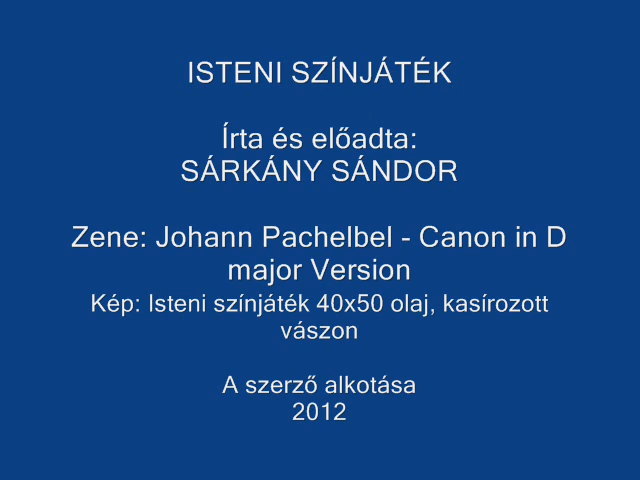 ISTENI SZÍNJÁTÉK
Írta és előadta:
SÁRKÁNY SÁNDOR
Zene: Johann Pachelbel - Canon in D
major Version
Kép: Isteni színjáték 40x50 olaj, kasírozott
vászon
A szerző alkotása
2012